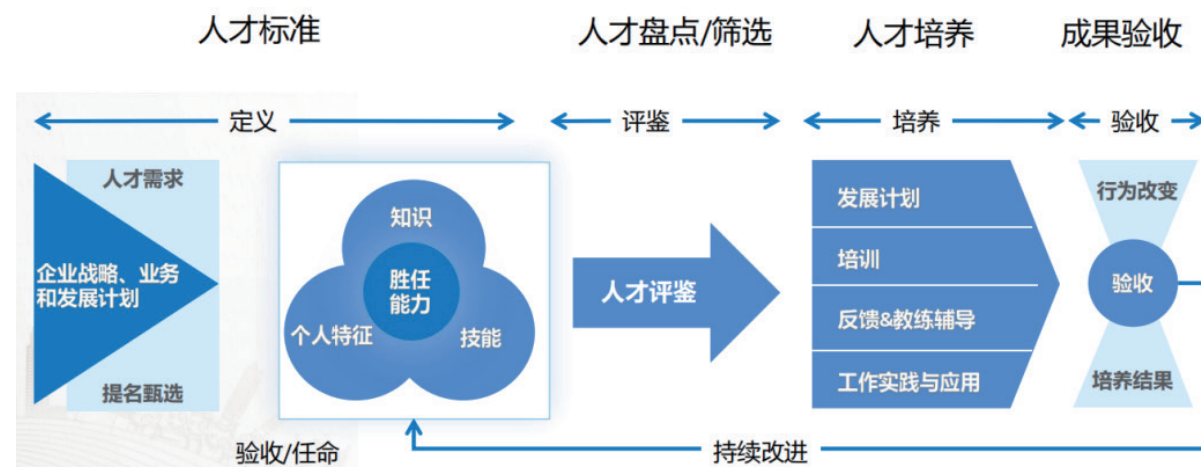 人才标准
人才盘点/筛选
人才培养
成果验收
定义
评鉴
培养
验收
人才需求
企业战略、业务
和发展计划
提名甄选
知识
胜任
能力
个人特征
技能
人才评鉴
发展计划
培训
反馈&教练辅导
工作实践与应用
行为改变
验收
培养结果
验收/任命
持续改进